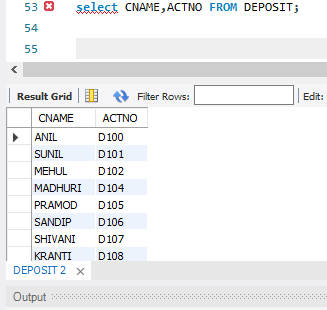 53 select CNAME,ACTNO FROM DEPOSIT;
54
55
Result Grid Filter Rows: Edit:
CNAME ACTNO
ANIL D100
SUNIL D101
MEHUL D102
MADHURI D104
PRAMOD D105
SANDIP D106
SHIVANI D107
KRANTI D108
DEPOSIT 2
Output